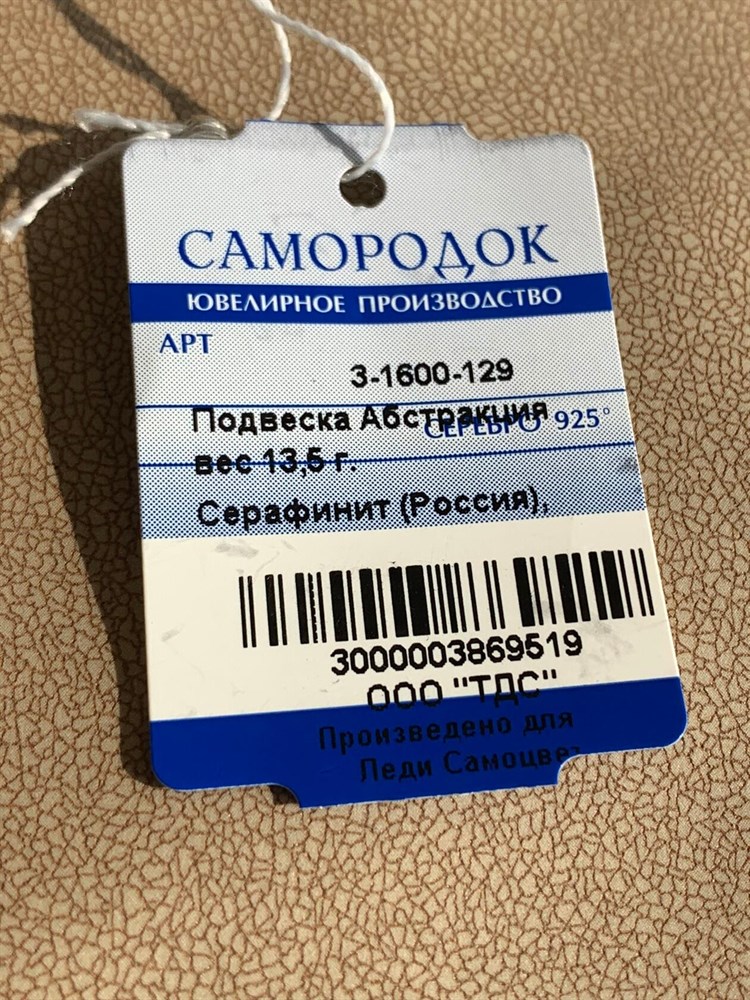 САМОРОДОК
ЮВЕЛИРНОЕ ПРОИЗВОДСТВО
АРТ
3-1600-129
Подвеска Абстракция
СЕРЕБРО 925°
вес 13,5 г.
Серафинит (Россия),
3000003869519
ООО "ТДС"
Произведено для
Леди Самоцвет